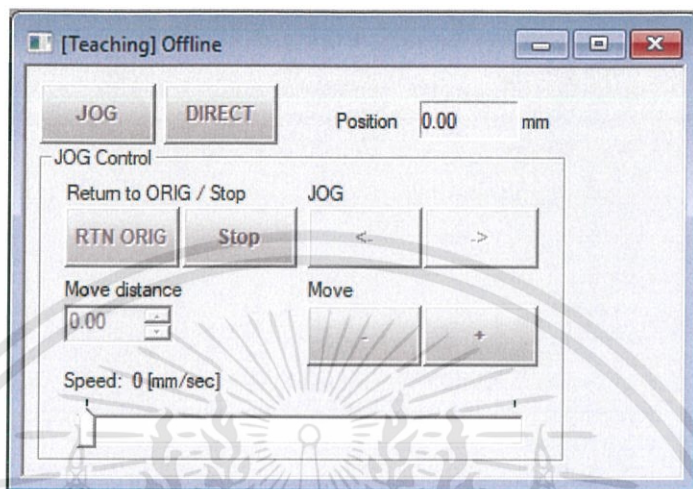 [Teaching] Offline
JOG
DIRECT
Position 0.00 mm
JOG Control
Return to ORIG / Stop
JOG
RTN ORIG
Stop
<-
->
Move distance
Move
0.00
-
+
Speed: 0 [mm/sec]